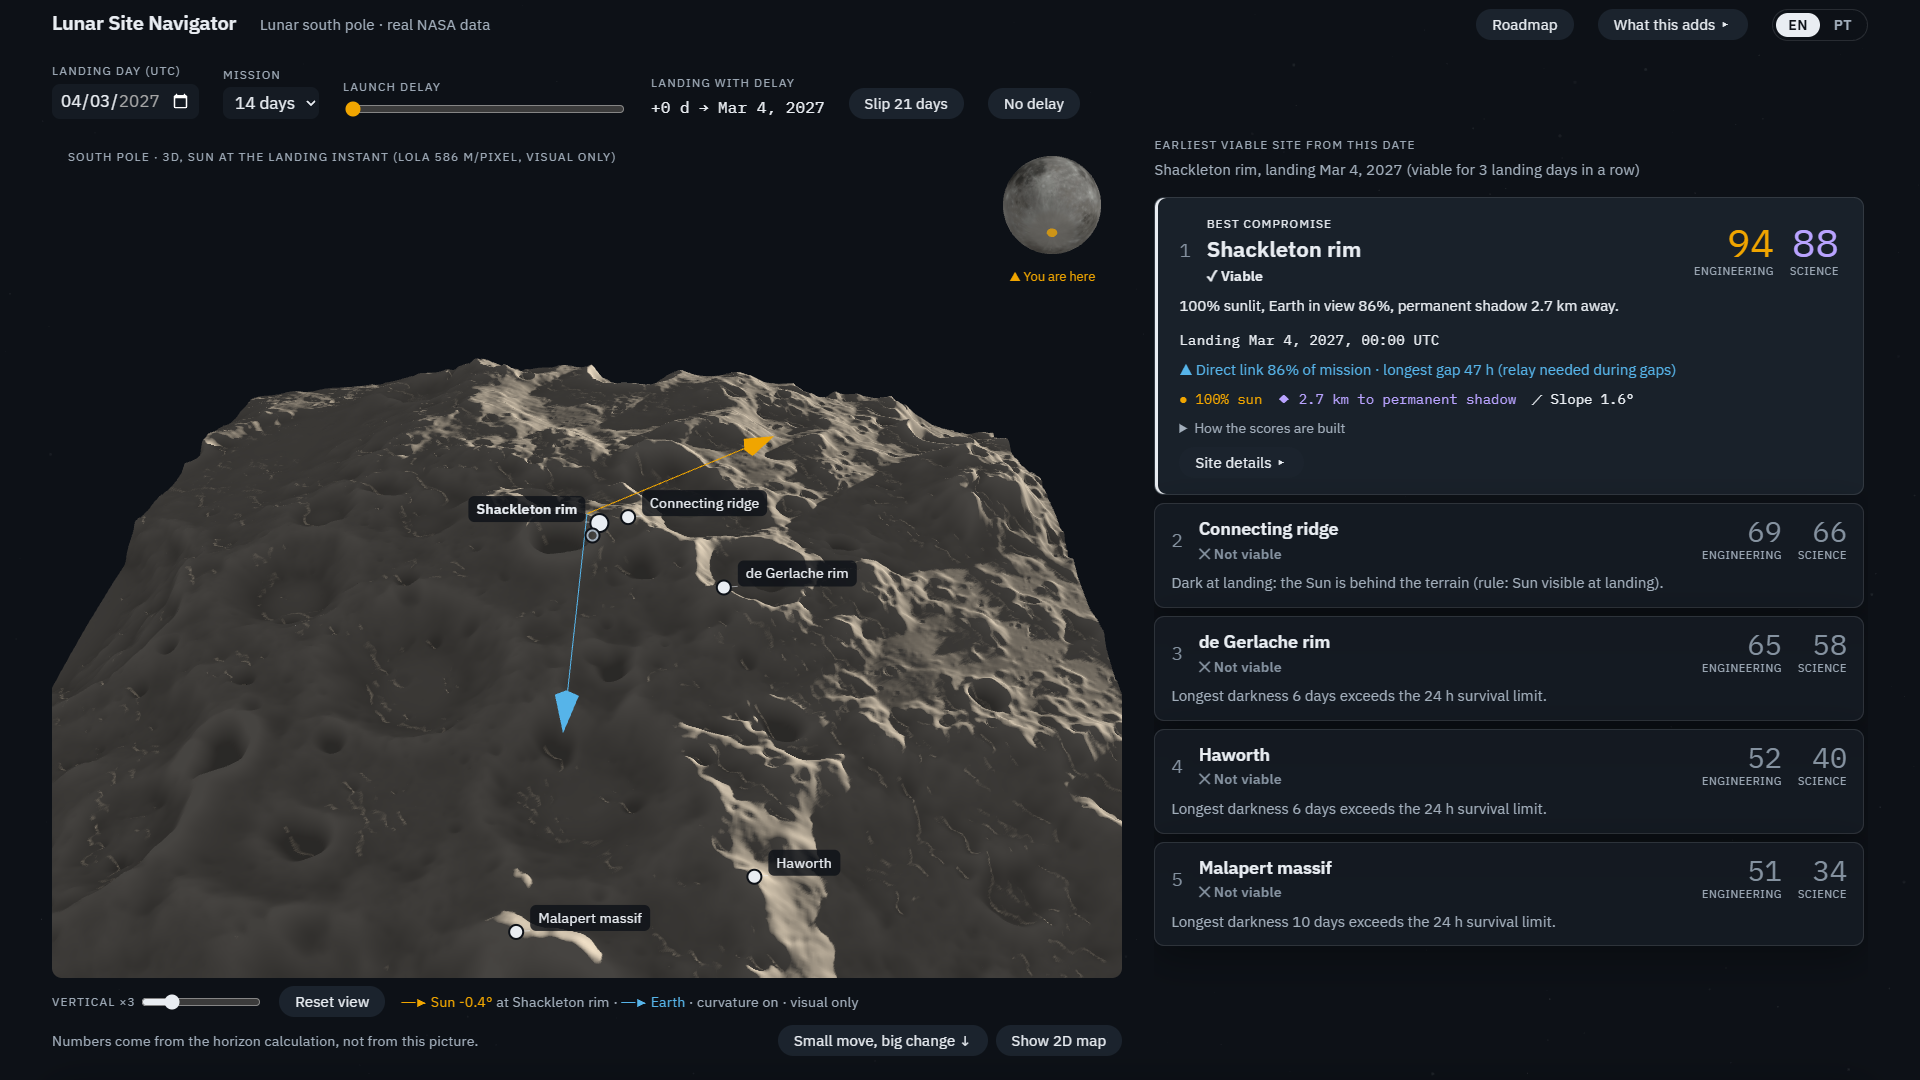 Lunar Site Navigator
Lunar south pole · real NASA data
Roadmap
What this adds ▸
EN
PT
LANDING DAY (UTC)
04/03/2027
MISSION
14 days
LAUNCH DELAY
LANDING WITH DELAY
+0 d → Mar 4, 2027
Slip 21 days
No delay
SOUTH POLE · 3D, SUN AT THE LANDING INSTANT (LOLA 586 M/PIXEL, VISUAL ONLY)
▲ You are here
Shackleton rim
Connecting ridge
de Gerlache rim
Haworth
Malapert massif
VERTICAL ×3
Reset view
Sun -0.4° at Shackleton rim · Earth · curvature on · visual only
Numbers come from the horizon calculation, not from this picture.
Small move, big change ↓
Show 2D map
EARLIEST VIABLE SITE FROM THIS DATE
Shackleton rim, landing Mar 4, 2027 (viable for 3 landing days in a row)
BEST COMPROMISE
1
Shackleton rim
✓ Viable
94
ENGINEERING
88
SCIENCE
100% sunlit, Earth in view 86%, permanent shadow 2.7 km away.
Landing Mar 4, 2027, 00:00 UTC
▲ Direct link 86% of mission · longest gap 47 h (relay needed during gaps)
● 100% sun ◆ 2.7 km to permanent shadow ⟋ Slope 1.6°
▶ How the scores are built
Site details ▸
2
Connecting ridge
✕ Not viable
69
ENGINEERING
66
SCIENCE
Dark at landing: the Sun is behind the terrain (rule: Sun visible at landing).
3
de Gerlache rim
✕ Not viable
65
ENGINEERING
58
SCIENCE
Longest darkness 6 days exceeds the 24 h survival limit.
4
Haworth
✕ Not viable
52
ENGINEERING
40
SCIENCE
Longest darkness 6 days exceeds the 24 h survival limit.
5
Malapert massif
✕ Not viable
51
ENGINEERING
34
SCIENCE
Longest darkness 10 days exceeds the 24 h survival limit.